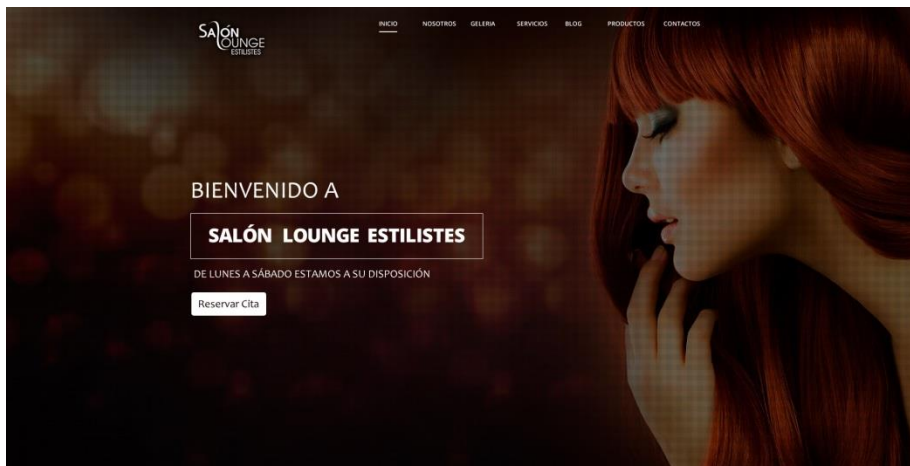 SALÓN
LOUNGE
ESTILISTES
INICIO NOSOTROS GELERIA SERVICIOS BLOG PRODUCTOS CONTACTOS
BIENVENIDO A
SALÓN LOUNGE ESTILISTES
DE LUNES A SÁBADO ESTAMOS A SU DISPOSICIÓN
Reservar Cita